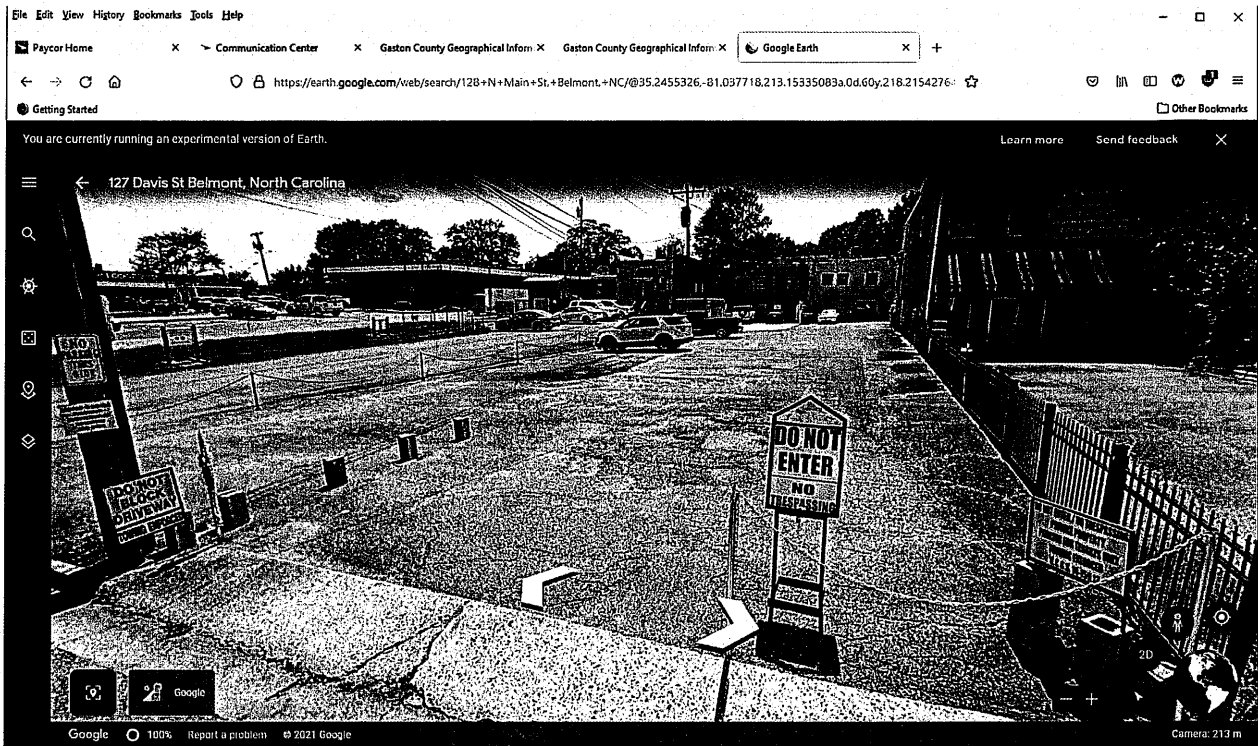 File Edit View History Bookmarks Tools Help
Paycor Home
Communication Center
Gaston County Geographical Inform
Gaston County Geographical Inform
Google Earth
https://earth.google.com/web/search/128+N+Main+St,+Belmont,+NC/@35.2455326,-81.037718,213.15335083a,0d,60y,218.2154276
Getting Started
Other Bookmarks
You are currently running an experimental version of Earth.
Learn more
Send feedback
127 Davis St Belmont, North Carolina
DO NOT
BLOCK
DRIVEWAY
DO NOT
ENTER
NO
TRESPASSING
2D
Google
Google
100%
Report a problem
© 2021 Google
Camera: 213 m